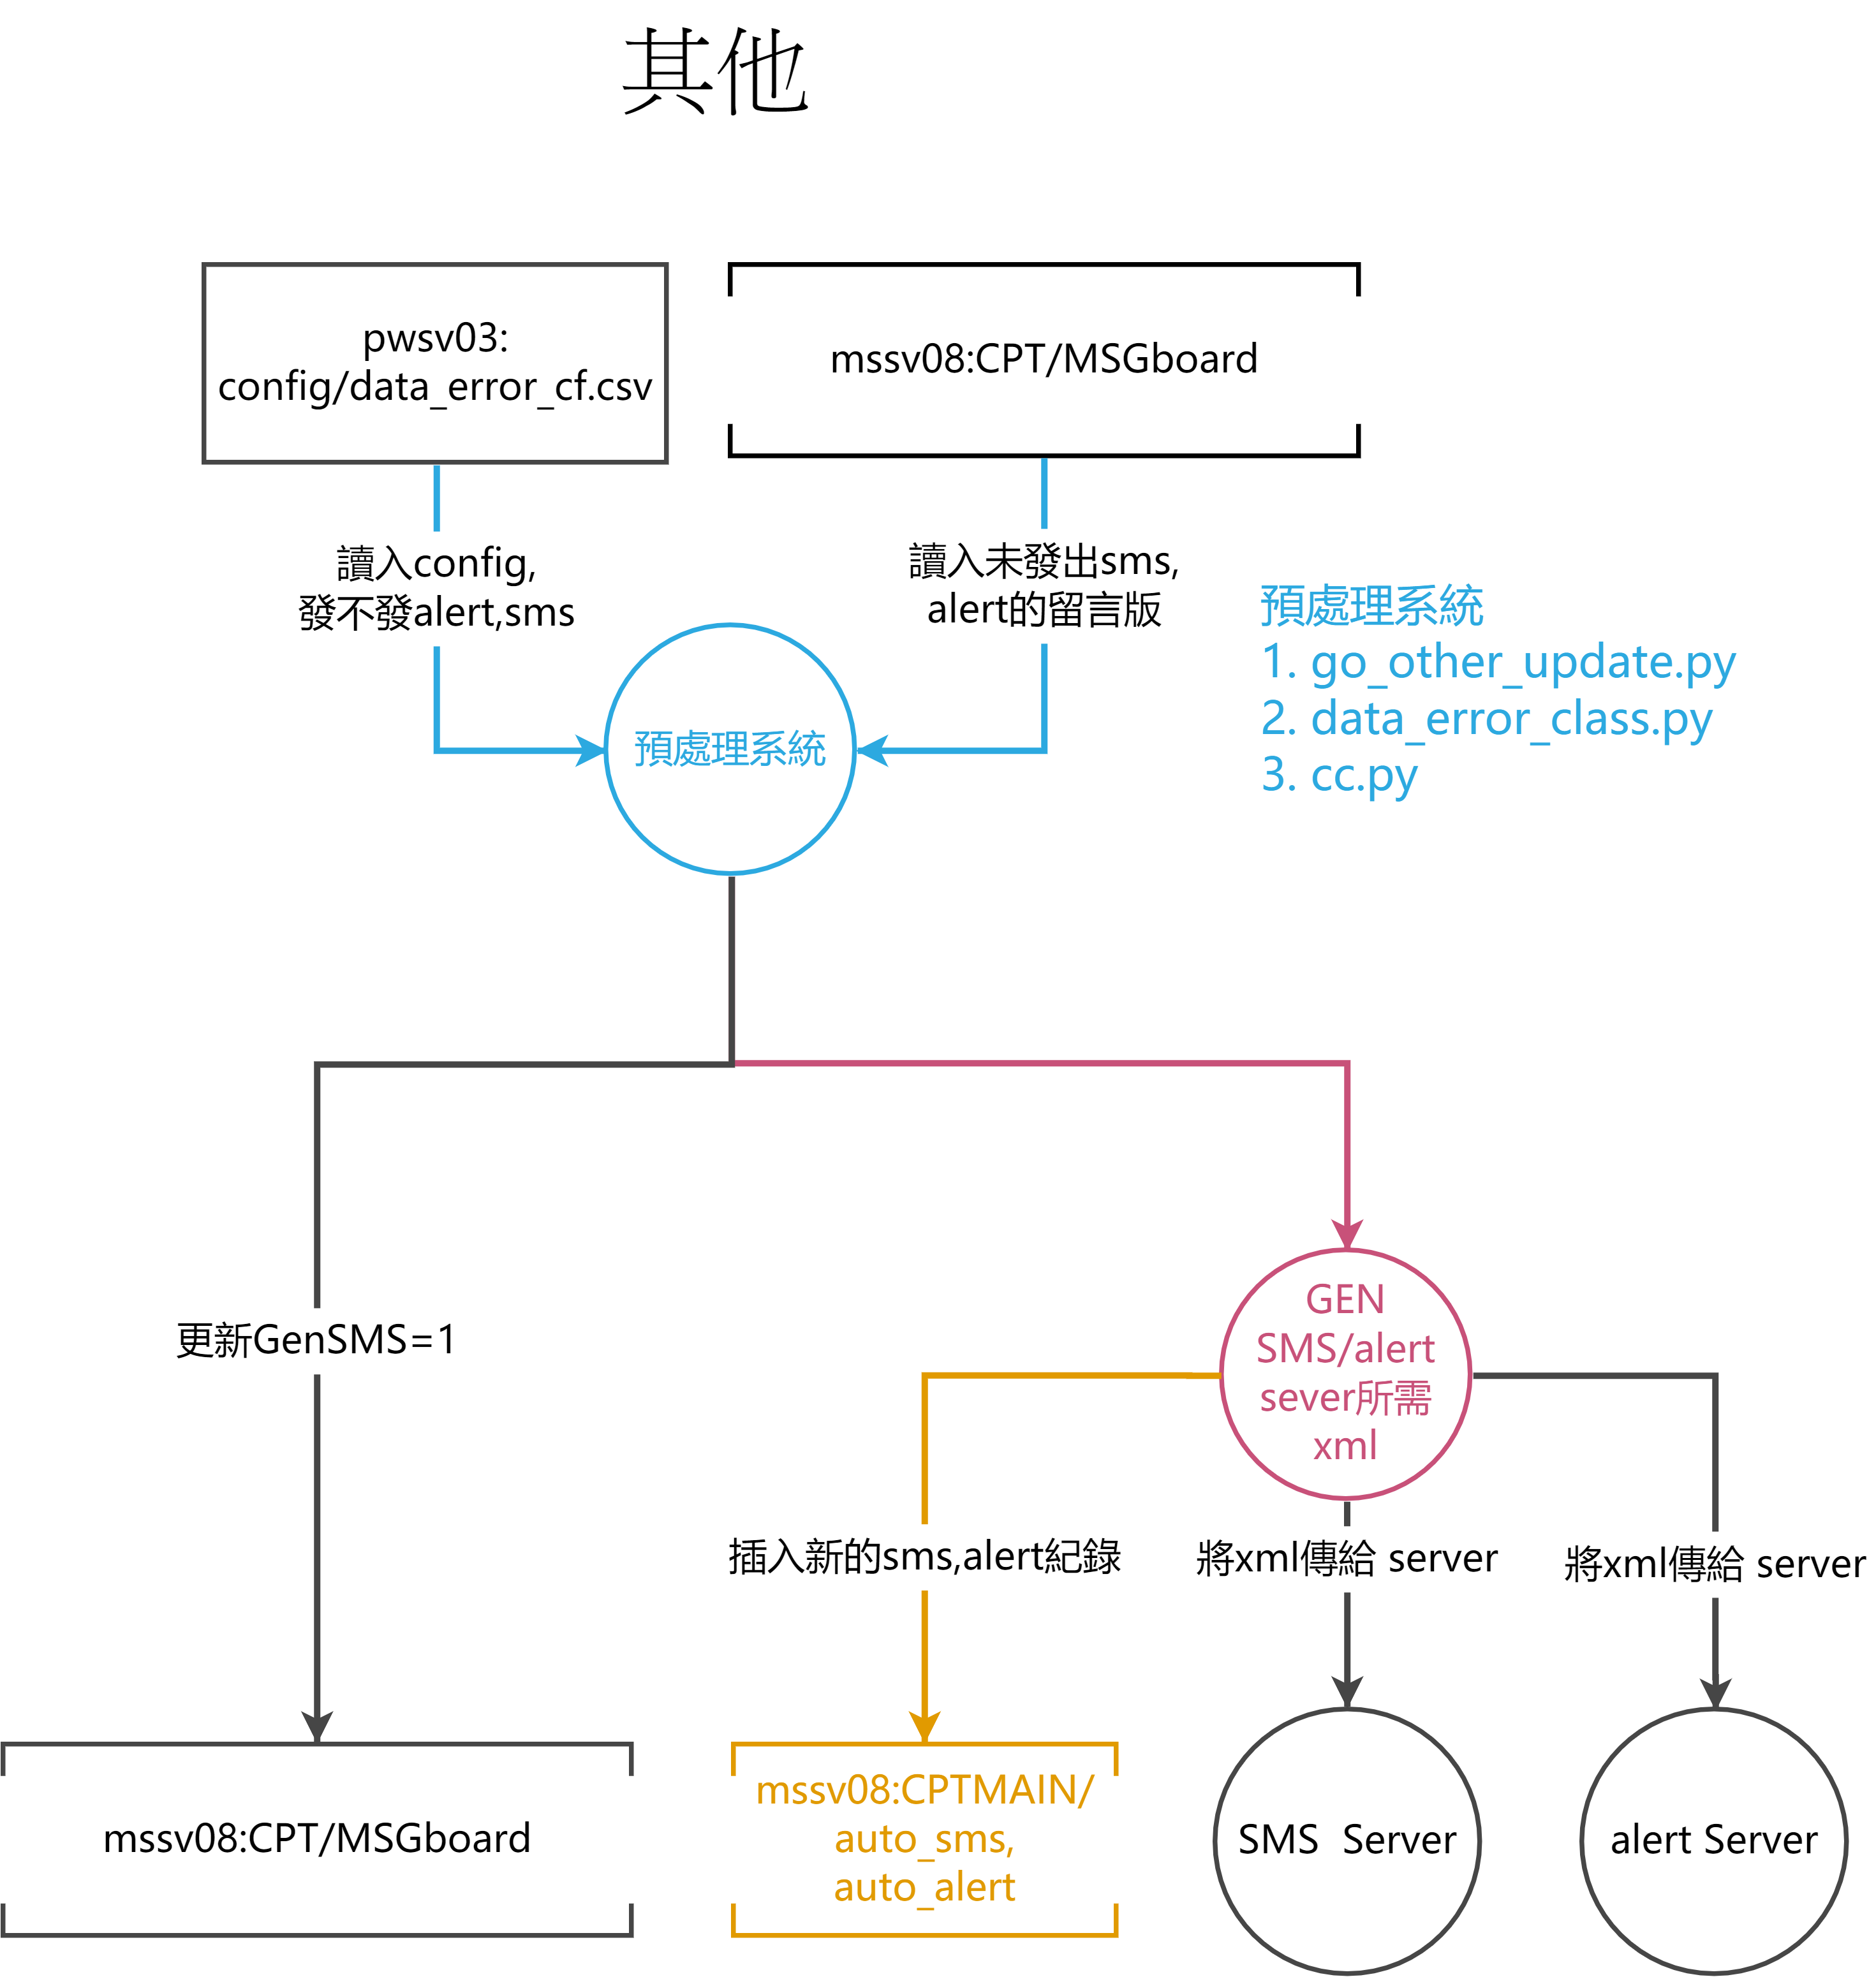 其他
pwsv03:
config/data_error_cf.csv
mssv08:CPT/MSGboard
讀入config,
發不發alert,sms
讀入未發出sms,
alert的留言版
預處理系統
1. go_other_update.py
2. data_error_class.py
3. cc.py
預處理系統
更新GenSMS=1
GEN
SMS/alert
sever所需
xml
插入新的sms,alert紀錄
將xml傳給 server
將xml傳給 server
mssv08:CPT/MSGboard
mssv08:CPTMAIN/
auto_sms,
auto_alert
SMS  Server
alert Server